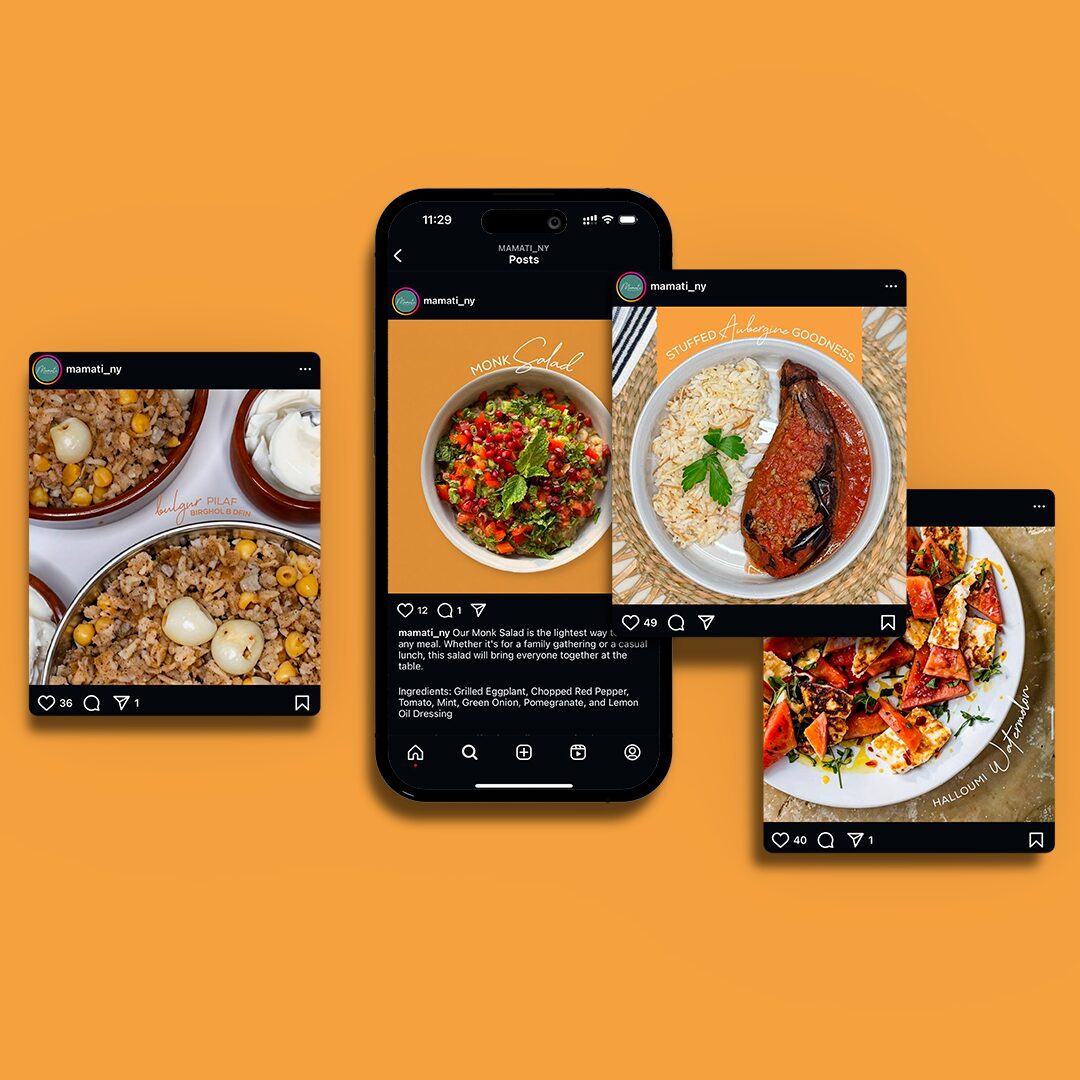 mamati_ny
bulgur PILAF
BIRGHOL B DFIN
36
1
11:29
MAMATI_NY
Posts
Mamati
mamati_ny
MONK Salad
12
1
mamati_ny Our Monk Salad is the lightest way
any meal. Whether it's for a family gathering or a casual
lunch, this salad will bring everyone together at the
table.
Ingredients: Grilled Eggplant, Chopped Red Pepper,
Tomato, Mint, Green Onion, Pomegranate, and Lemon
Oil Dressing
Mamati
mamati_ny
STUFFED Aubergine GOODNESS
49
HALLOUMI Watermelon
40
1